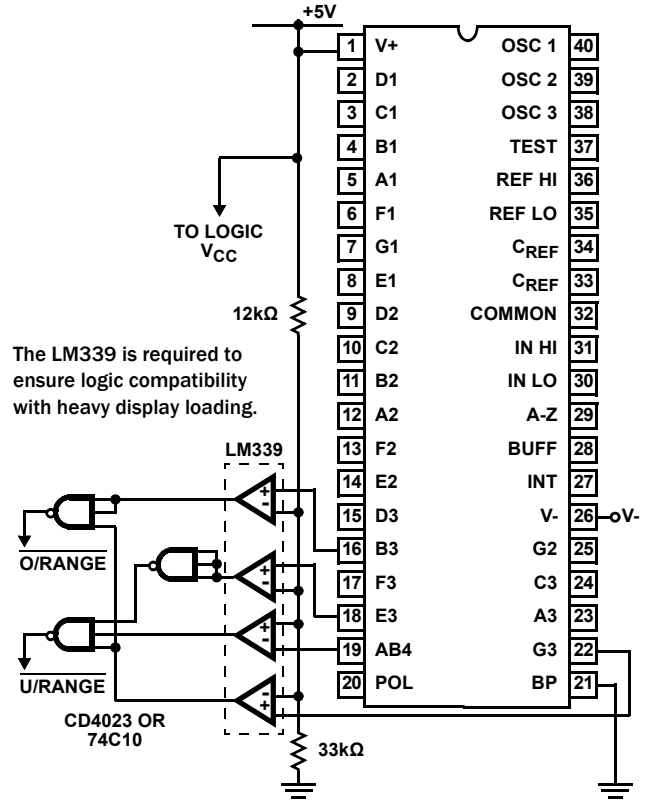 +5V
1 V+ OSC 1 40
2 D1 OSC 2 39
3 C1 OSC 3 38
4 B1 TEST 37
5 A1 REF HI 36
6 F1 REF LO 35
7 G1 CREF 34
8 E1 CREF 33
9 D2 COMMON 32
10 C2 IN HI 31
11 B2 IN LO 30
12 A2 A-Z 29
13 F2 BUFF 28
14 E2 INT 27
15 D3 V- 26 V-
16 B3 G2 25
17 F3 C3 24
18 E3 A3 23
19 AB4 G3 22
20 POL BP 21
TO LOGIC
VCC
12kΩ
The LM339 is required to
ensure logic compatibility
with heavy display loading.
LM339
+
-
+
-
O/RANGE
-
+
U/RANGE
-
+
CD4023 OR
74C10
33kΩ